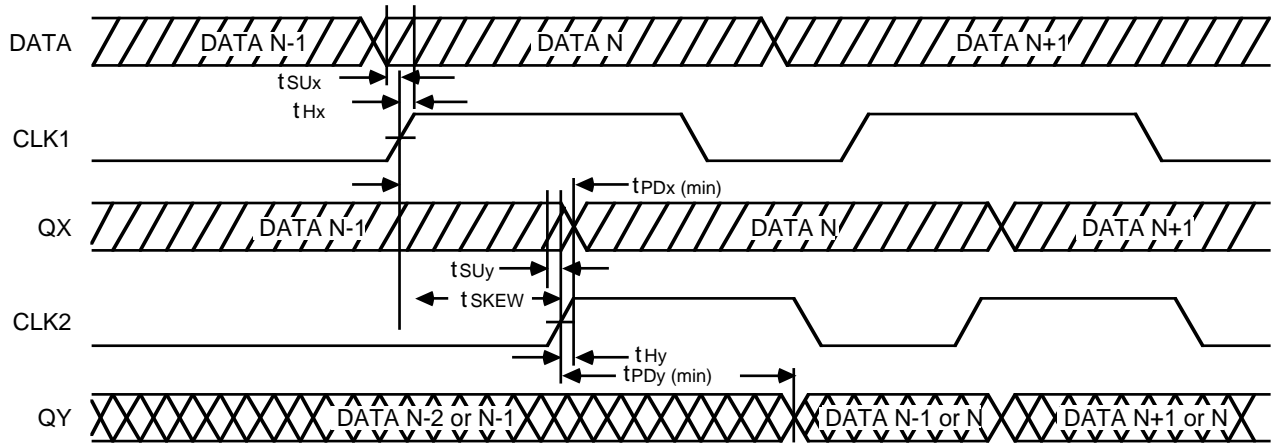 DATA
DATA N-1
DATA N
DATA N+1
tSUx
tHx
CLK1
tPDx (min)
QX
DATA N-1
DATA N
DATA N+1
tSUy
tSKEW
CLK2
tHy
tPDy (min)
QY
DATA N-2 or N-1
DATA N-1 or N
DATA N+1 or N